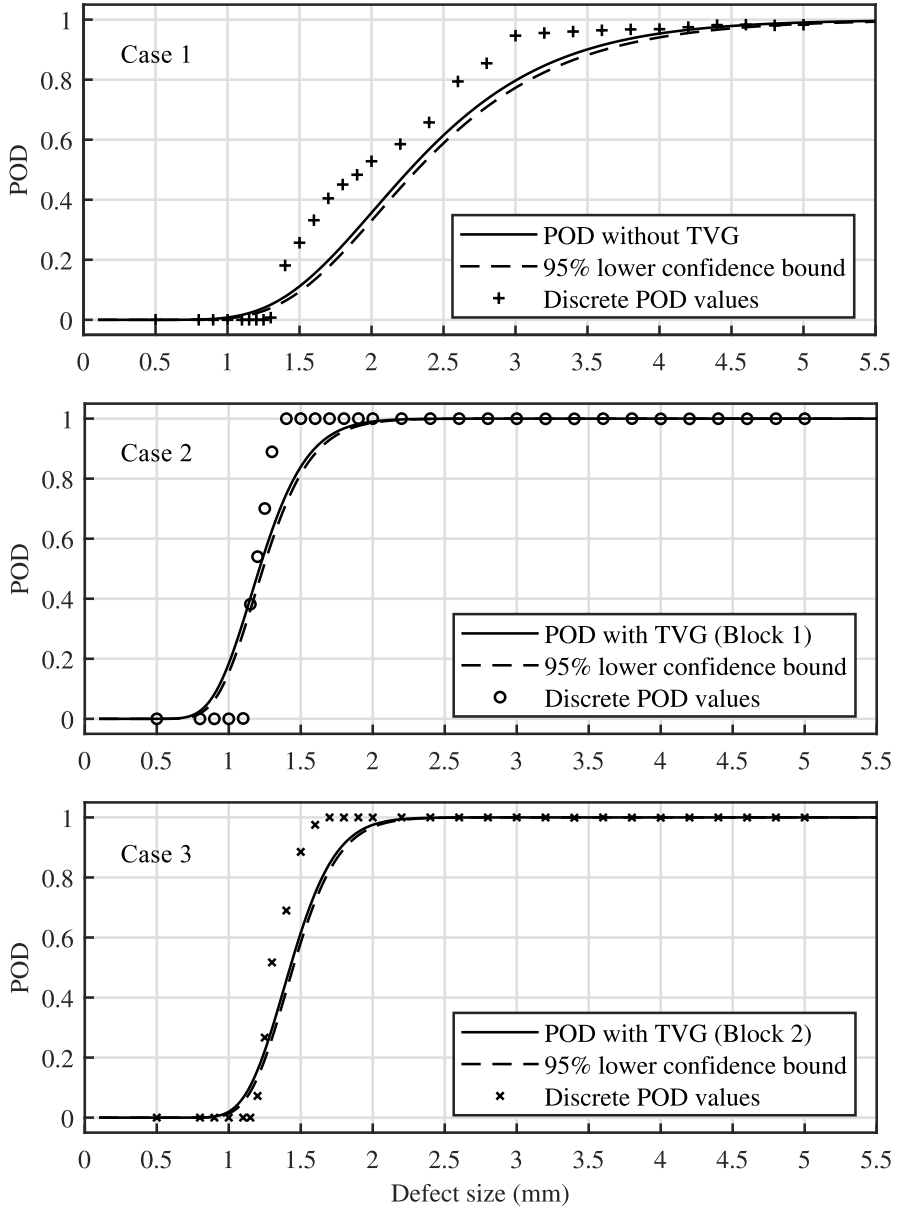 Case 1
POD
1
0.8
0.6
0.4
0.2
0
POD without TVG
95% lower confidence bound
Discrete POD values
0 0.5 1 1.5 2 2.5 3 3.5 4 4.5 5 5.5
Case 2
POD
1
0.8
0.6
0.4
0.2
0
POD with TVG (Block 1)
95% lower confidence bound
Discrete POD values
0 0.5 1 1.5 2 2.5 3 3.5 4 4.5 5 5.5
Case 3
POD
1
0.8
0.6
0.4
0.2
0
POD with TVG (Block 2)
95% lower confidence bound
Discrete POD values
0 0.5 1 1.5 2 2.5 3 3.5 4 4.5 5 5.5
Defect size (mm)